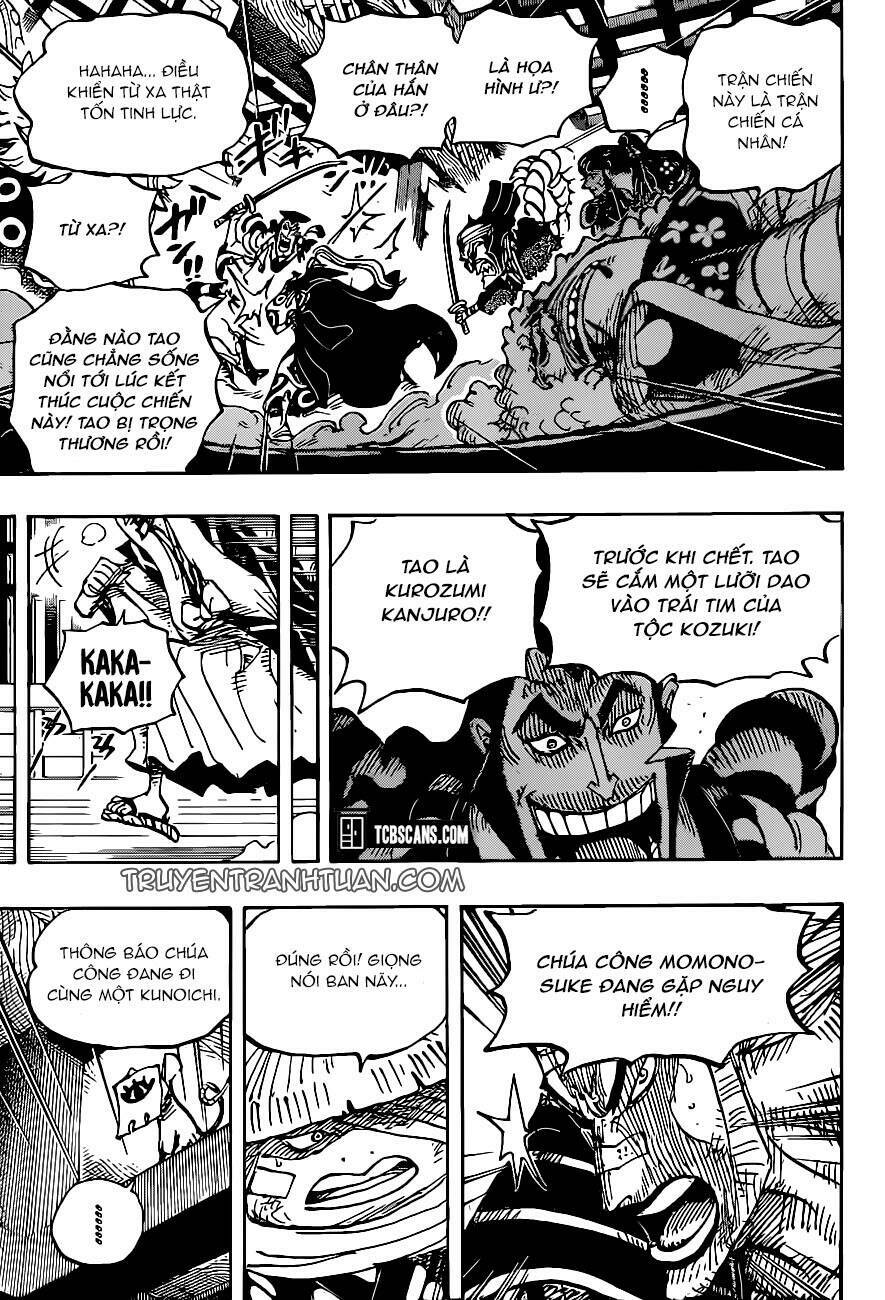 TRẬN CHIẾN
NÀY LÀ TRẬN
CHIẾN CÁ
NHÂN!
LÀ HỌA
HÌNH Ư?!
CHÂN THÂN
CỦA HẮN
Ở ĐÂU?!
HAHAHA... ĐIỀU
KHIỂN TỪ XA THẬT
TỐN TINH LỰC.
TỪ XA?!
ĐẰNG NÀO TAO
CŨNG CHẲNG SỐNG
NỔI TỚI LÚC KẾT
THÚC CUỘC CHIẾN
NÀY! TAO BỊ TRỌNG
THƯƠNG RỒI!
TRƯỚC KHI CHẾT. TAO
SẼ CẮM MỘT LƯỠI DAO
VÀO TRÁI TIM CỦA
TỘC KOZUKI!
TAO LÀ
KUROZUMI
KANJURO!!
KAKA-
KAKA!!
TCBSCANS.COM
TRUYENTRANHTUAN.COM
CHÚA CÔNG MOMONO-
SUKE ĐANG GẶP NGUY
HIỂM!!
ĐÚNG RỒI! GIỌNG
NÓI BAN NÃY...
THÔNG BÁO CHÚA
CÔNG ĐANG ĐI
CÙNG MỘT KUNOICHI.